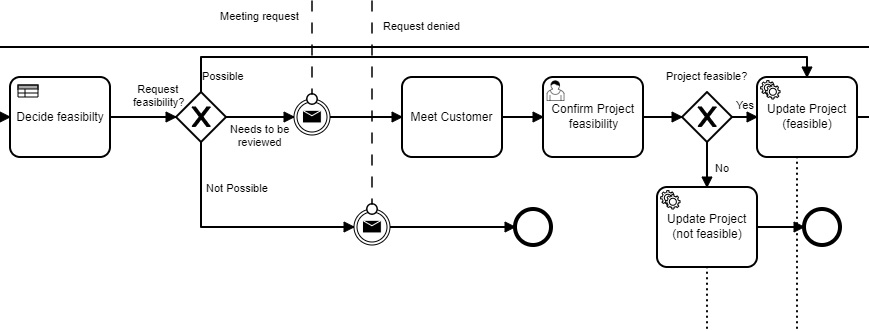 Meeting request
Request denied
Possible
Request
feasibility?
Project feasible?
Decide feasibilty
Needs to be
reviewed
Meet Customer
Confirm Project
feasibility
Yes
Update Project
(feasible)
No
Not Possible
Update Project
(not feasible)